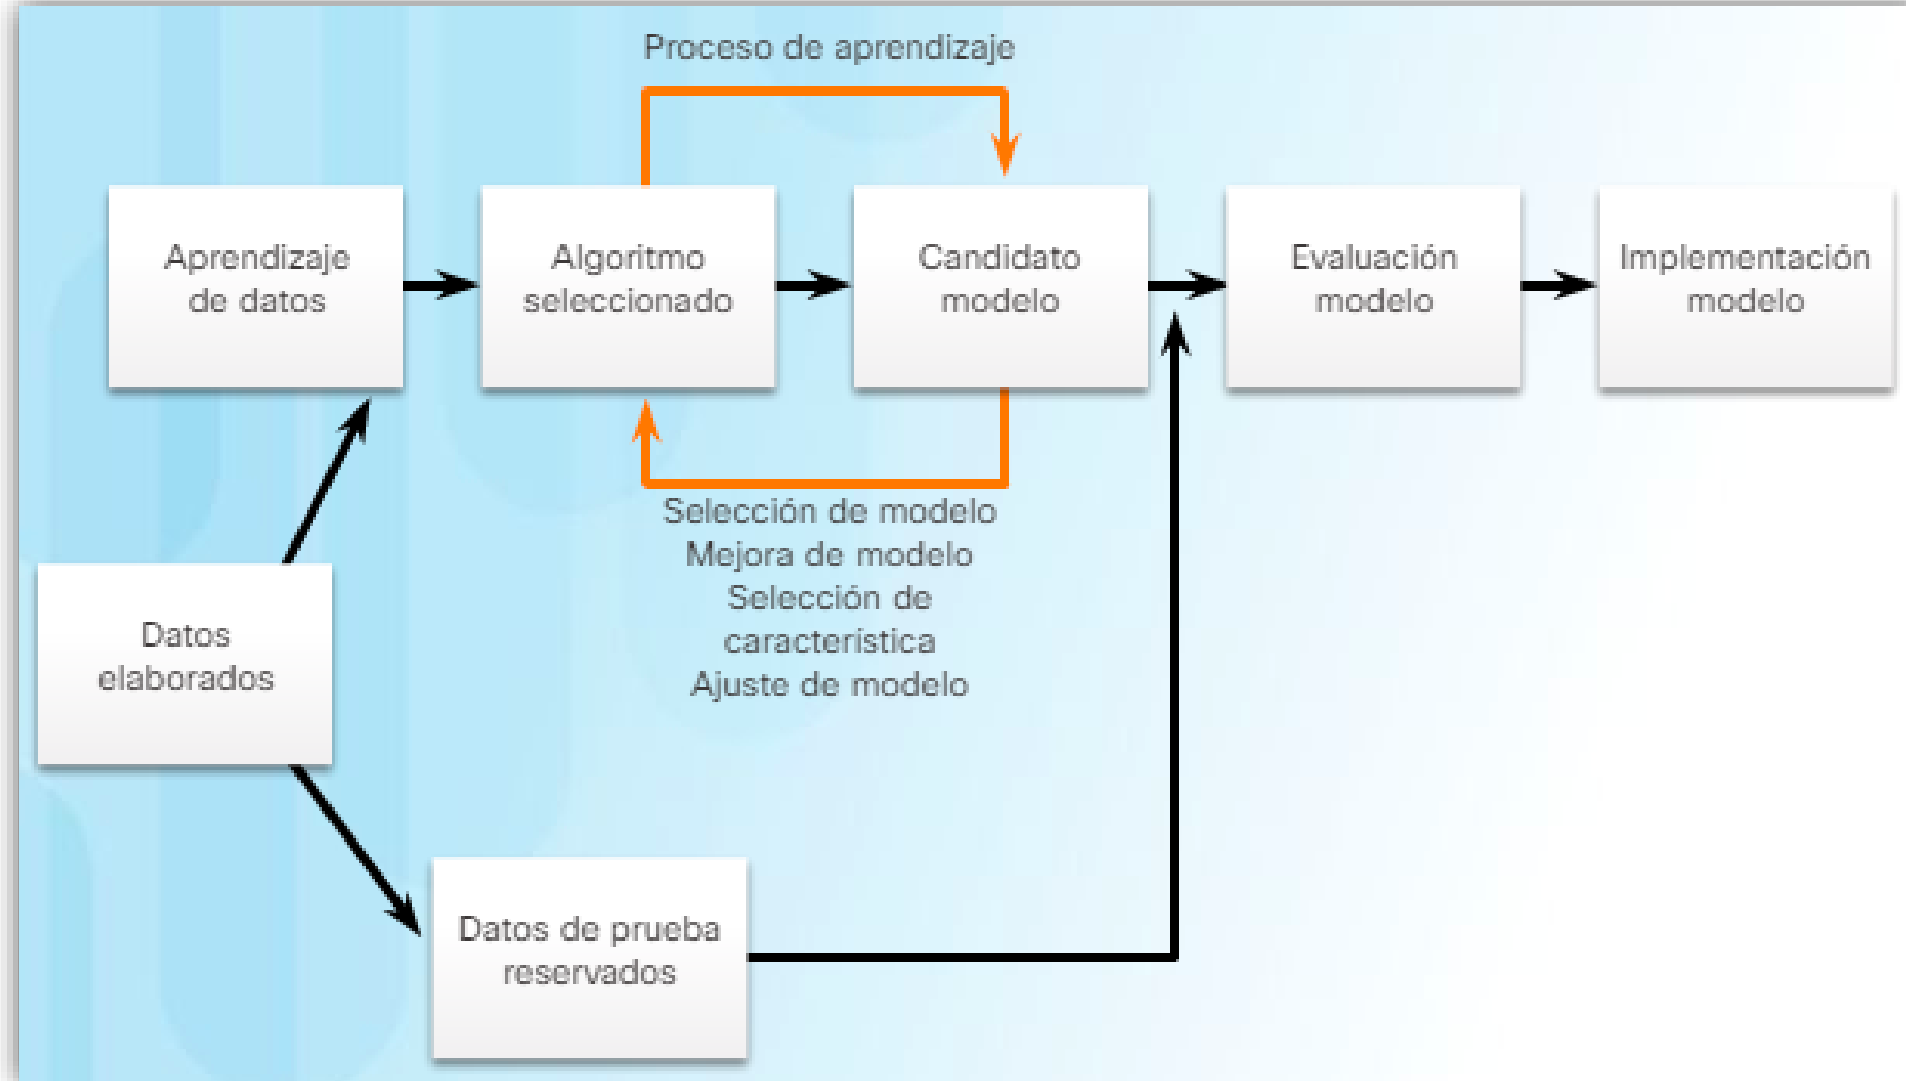 Proceso de aprendizaje
Aprendizaje
de datos
Algoritmo
seleccionado
Candidato
modelo
Evaluación
modelo
Implementación
modelo
Selección de modelo
Mejora de modelo
Selección de
característica
Ajuste de modelo
Datos
elaborados
Datos de prueba
reservados